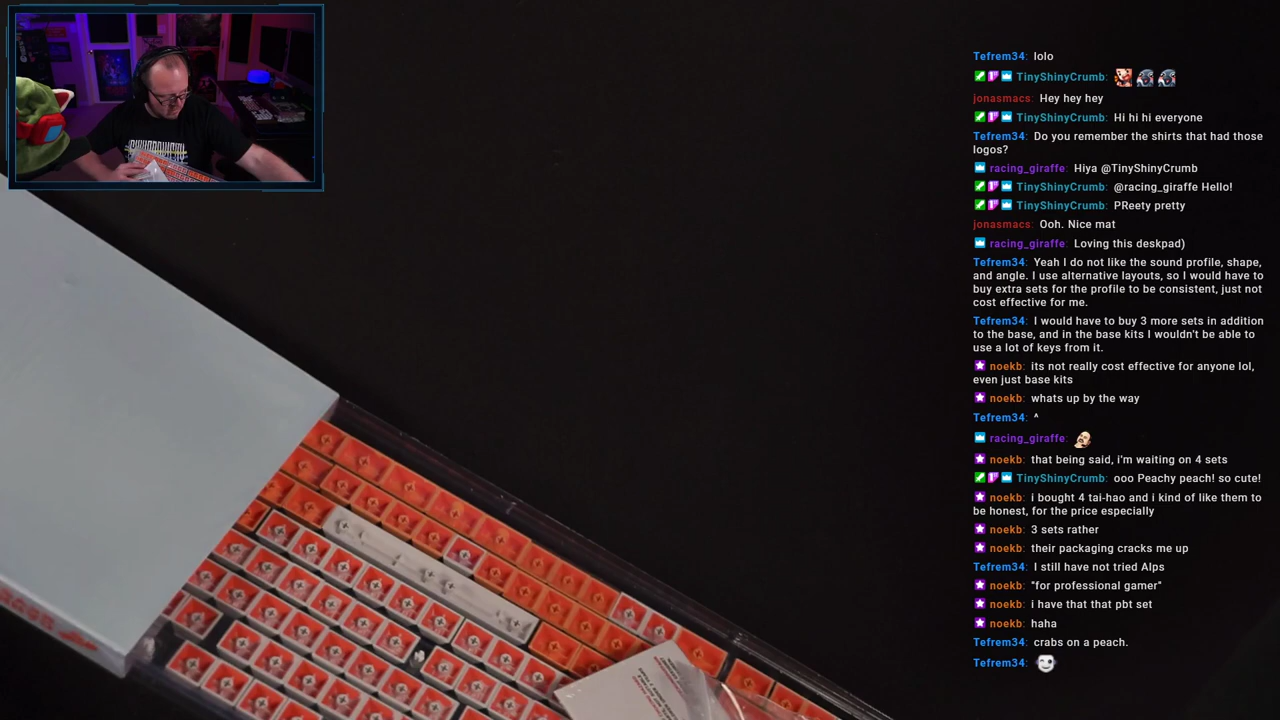 Tefrem34: lolo
TinyShinyCrumb:
jonasmacs: Hey hey hey
TinyShinyCrumb: Hi hi hi everyone
Tefrem34: Do you remember the shirts that had those
logos?
racing_giraffe: Hiya @TinyShinyCrumb
TinyShinyCrumb: @racing_giraffe Hello!
TinyShinyCrumb: PReety pretty
jonasmacs: Ooh. Nice mat
racing_giraffe: Loving this deskpad)
Tefrem34: Yeah I do not like the sound profile, shape,
and angle. I use alternative layouts, so I would have to
buy extra sets for the profile to be consistent, just not
cost effective for me.
Tefrem34: I would have to buy 3 more sets in addition
to the base, and in the base kits I wouldn't be able to
use a lot of keys from it.
noekb: its not really cost effective for anyone lol,
even just base kits
noekb: whats up by the way
Tefrem34: ^
racing_giraffe:
noekb: that being said, i'm waiting on 4 sets
TinyShinyCrumb: ooo Peachy peach! so cute!
noekb: i bought 4 tai-hao and i kind of like them to
be honest, for the price especially
noekb: 3 sets rather
noekb: their packaging cracks me up
Tefrem34: I still have not tried Alps
noekb: "for professional gamer"
noekb: i have that that pbt set
noekb: haha
Tefrem34: crabs on a peach.
Tefrem34: